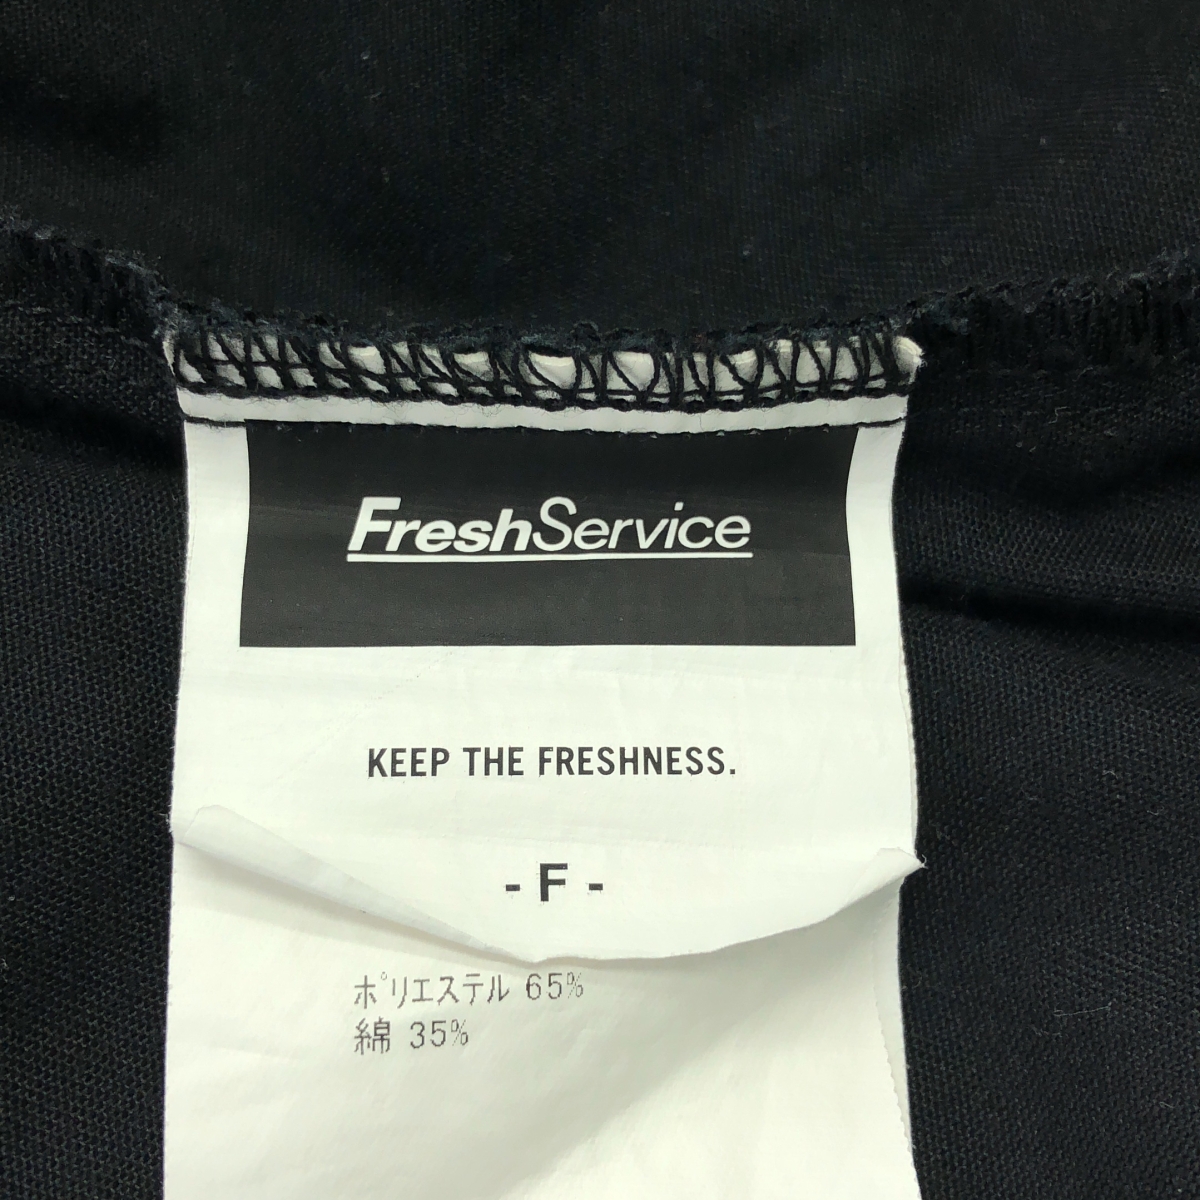 FreshService
KEEP THE FRESHNESS.
- F -
ポリエステル 65%
綿 35%